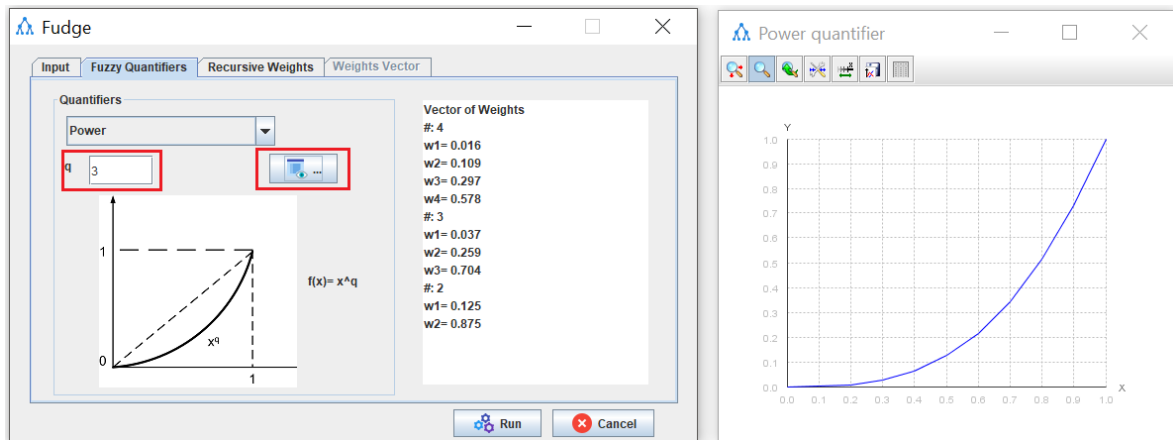 Fudge
Input Fuzzy Quantifiers Recursive Weights Weights Vector
Quantifiers
Power
q 3 ...
1
0
xq
1
f(x)= x^q
Vector of Weights
#: 4
w1= 0.016
w2= 0.109
w3= 0.297
w4= 0.578
#: 3
w1= 0.037
w2= 0.259
w3= 0.704
#: 2
w1= 0.125
w2= 0.875
Run Cancel
Power quantifier
Y
1.0
0.9
0.8
0.7
0.6
0.5
0.4
0.3
0.2
0.1
0.0
X
0.0 0.1 0.2 0.3 0.4 0.5 0.6 0.7 0.8 0.9 1.0